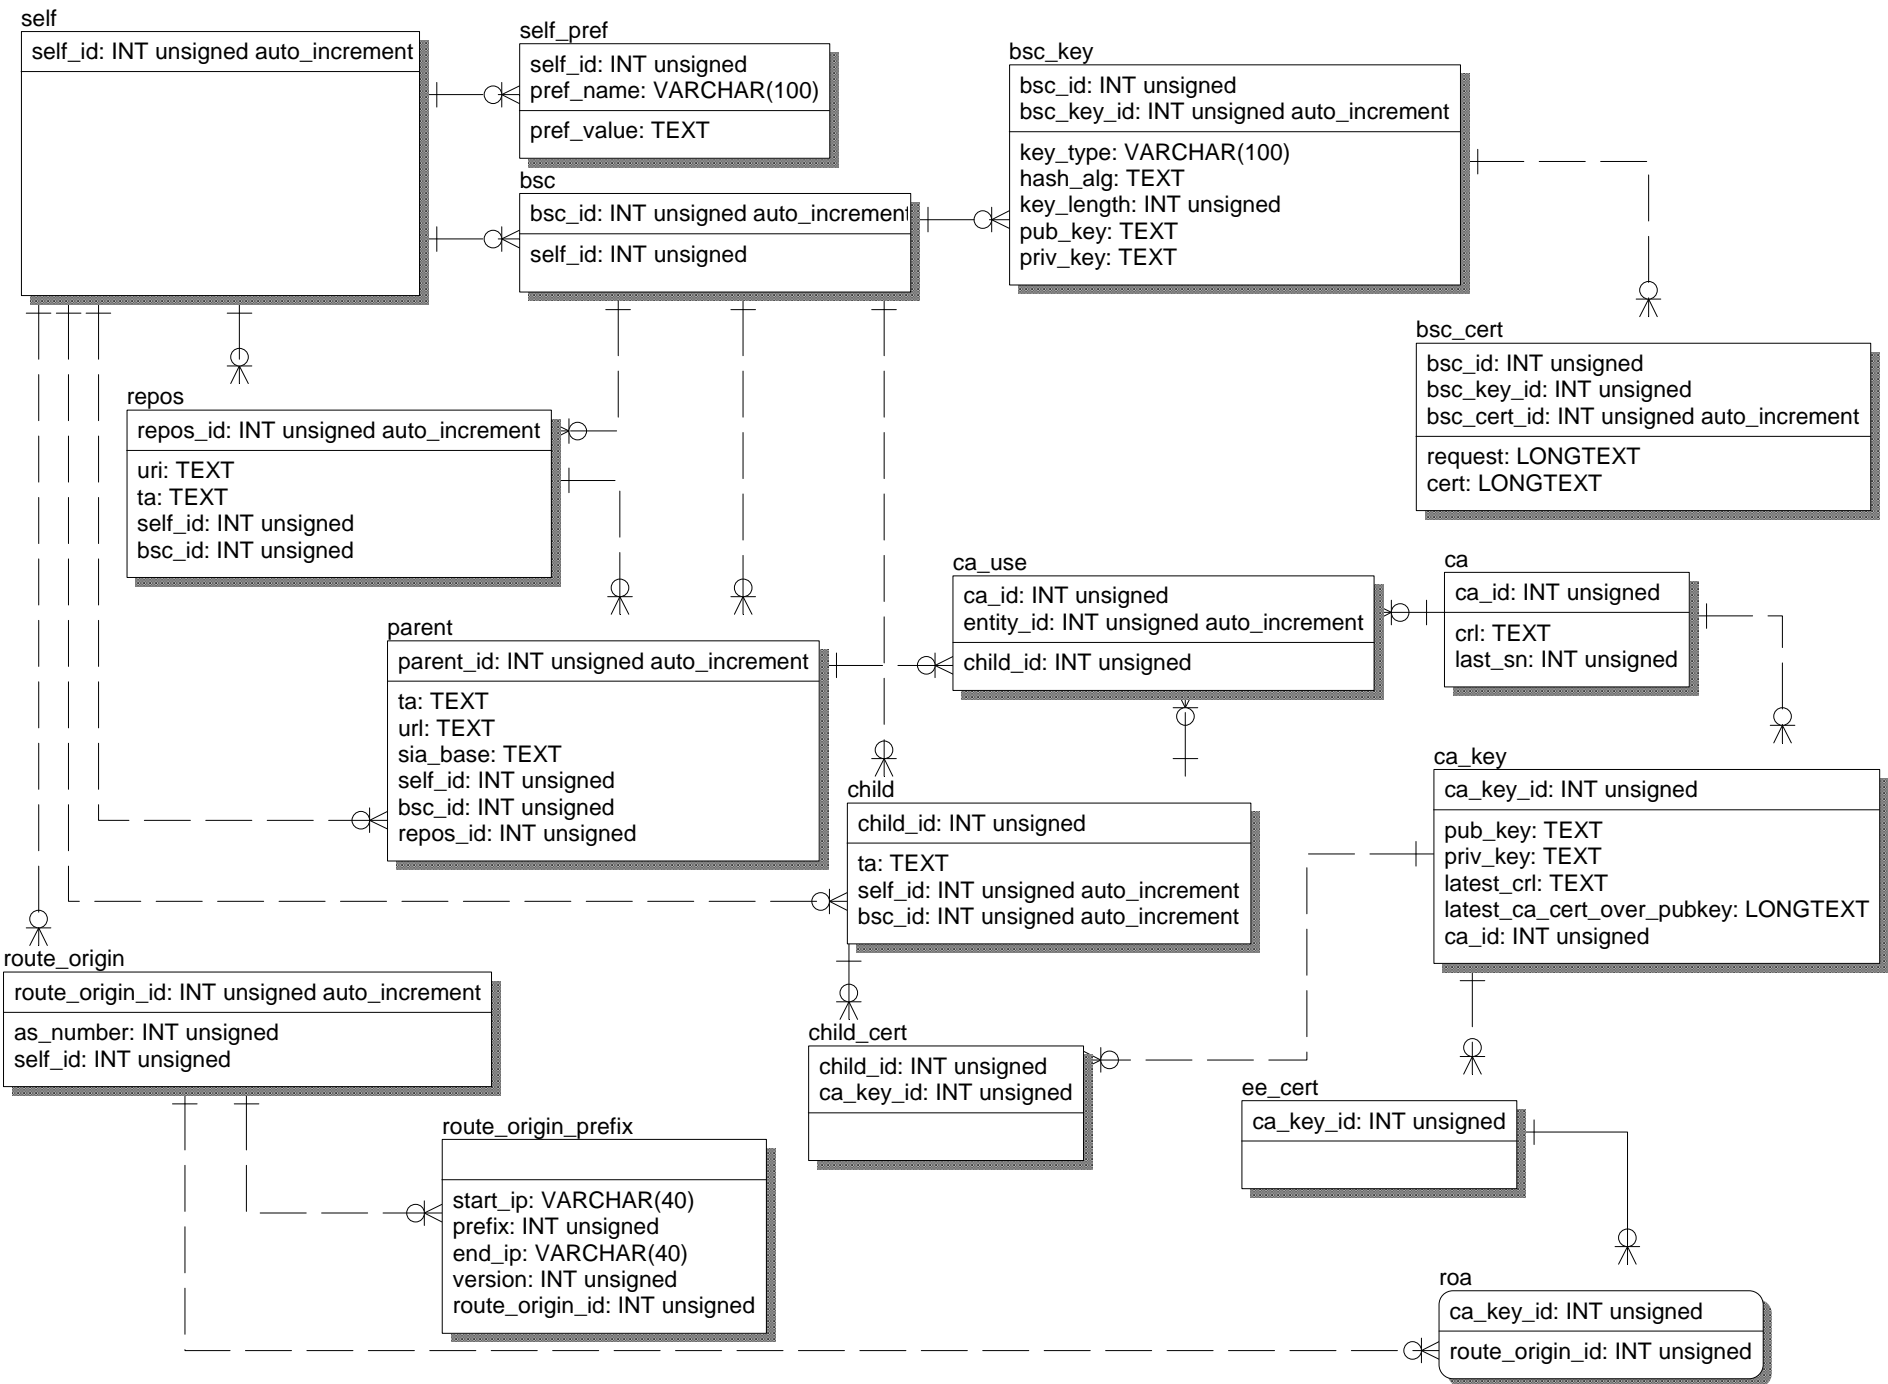 self
self_id: INT unsigned auto_increment
self_pref
self_id: INT unsigned
pref_name: VARCHAR(100)
pref_value: TEXT
bsc_key
bsc_id: INT unsigned
bsc_key_id: INT unsigned auto_increment
key_type: VARCHAR(100)
hash_alg: TEXT
key_length: INT unsigned
pub_key: TEXT
priv_key: TEXT
bsc
bsc_id: INT unsigned auto_increment
self_id: INT unsigned
bsc_cert
bsc_id: INT unsigned
bsc_key_id: INT unsigned
bsc_cert_id: INT unsigned auto_increment
request: LONGTEXT
cert: LONGTEXT
repos
repos_id: INT unsigned auto_increment
uri: TEXT
ta: TEXT
self_id: INT unsigned
bsc_id: INT unsigned
ca_use
ca_id: INT unsigned
entity_id: INT unsigned auto_increment
child_id: INT unsigned
ca
ca_id: INT unsigned
crl: TEXT
last_sn: INT unsigned
parent
parent_id: INT unsigned auto_increment
ta: TEXT
url: TEXT
sia_base: TEXT
self_id: INT unsigned
bsc_id: INT unsigned
repos_id: INT unsigned
child
child_id: INT unsigned
ta: TEXT
self_id: INT unsigned auto_increment
bsc_id: INT unsigned auto_increment
ca_key
ca_key_id: INT unsigned
pub_key: TEXT
priv_key: TEXT
latest_crl: TEXT
latest_ca_cert_over_pubkey: LONGTEXT
ca_id: INT unsigned
route_origin
route_origin_id: INT unsigned auto_increment
as_number: INT unsigned
self_id: INT unsigned
child_cert
child_id: INT unsigned
ca_key_id: INT unsigned
ee_cert
ca_key_id: INT unsigned
route_origin_prefix
start_ip: VARCHAR(40)
prefix: INT unsigned
end_ip: VARCHAR(40)
version: INT unsigned
route_origin_id: INT unsigned
roa
ca_key_id: INT unsigned
route_origin_id: INT unsigned